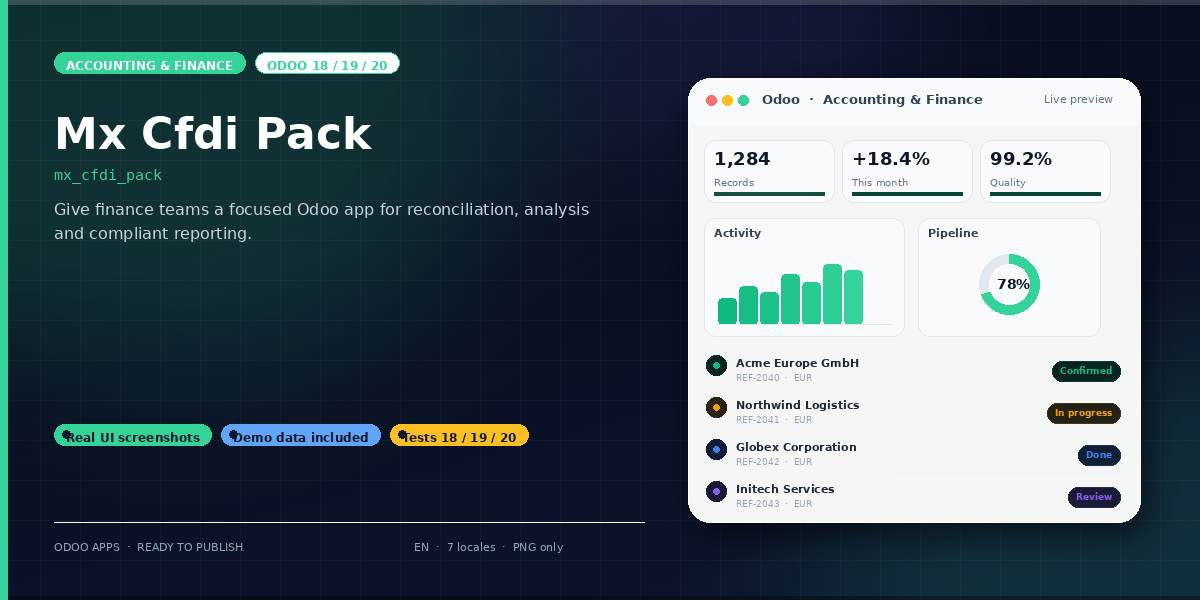 ACCOUNTING & FINANCE
ODOO 18 / 19 / 20
Mx Cfdi Pack
mx_cfdi_pack
Give finance teams a focused Odoo app for reconciliation, analysis
and compliant reporting.
Real UI screenshots
Demo data included
Tests 18 / 19 / 20
ODOO APPS · READY TO PUBLISH
EN · 7 locales · PNG only
Odoo · Accounting & Finance
Live preview
1,284
Records
+18.4%
This month
99.2%
Quality
Activity
Pipeline
78%
Acme Europe GmbH
REF-2040 · EUR
Confirmed
Northwind Logistics
REF-2041 · EUR
In progress
Globex Corporation
REF-2042 · EUR
Done
Initech Services
REF-2043 · EUR
Review